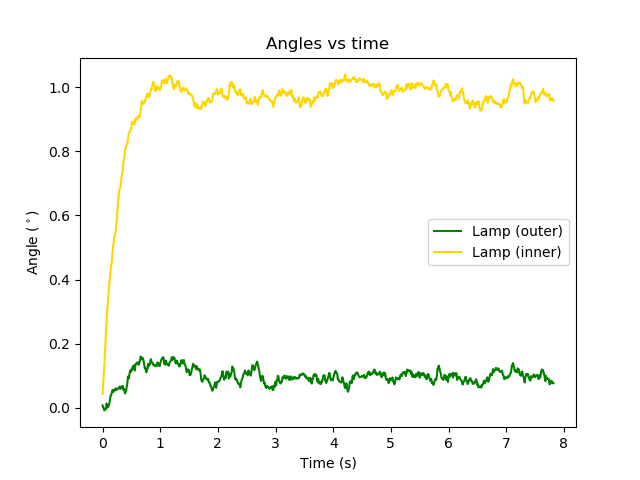 Angles vs time
1.0
0.8
0.6
0.4
0.2
0.0
Angle (°)
Lamp (outer)
Lamp (inner)
0 1 2 3 4 5 6 7 8
Time (s)